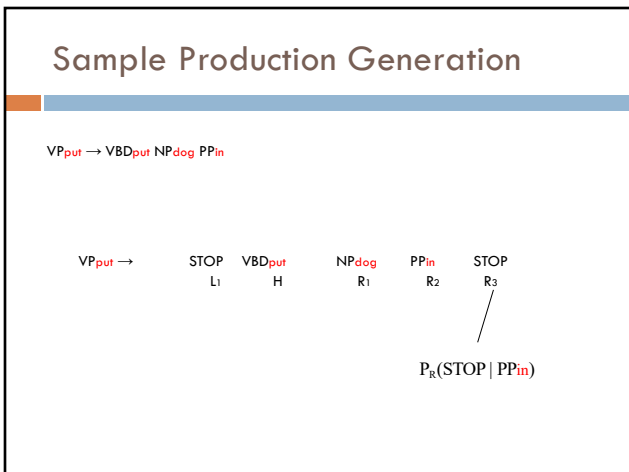 Sample Production Generation
VPput → VBDput NPdog PPin
VPput → STOP VBDput NPdog PPin STOP
L1 H R1 R2 R3
PR(STOP | PPin)